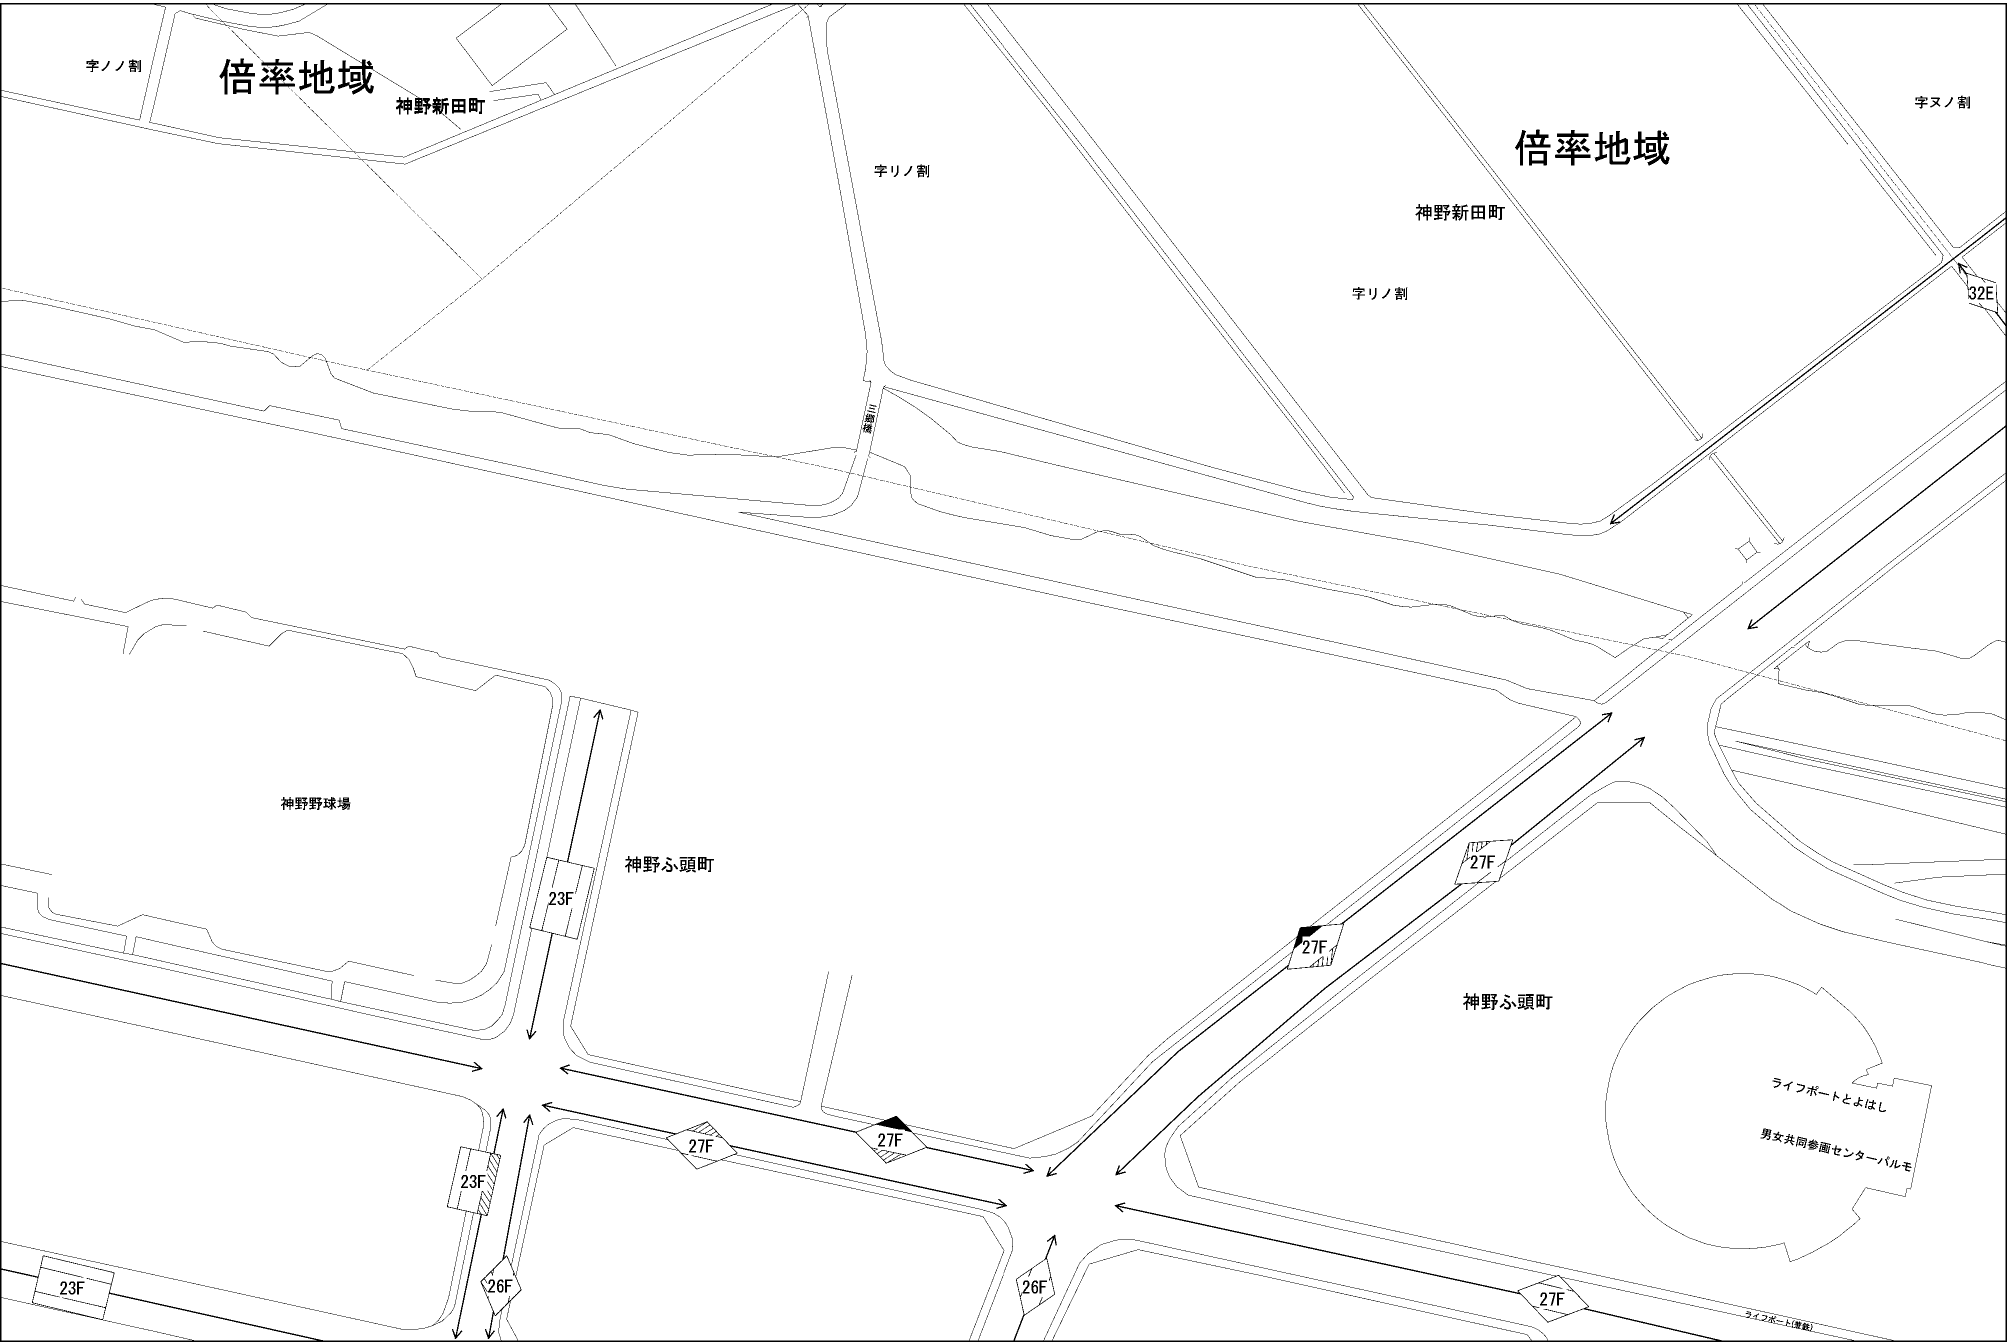 字ノノ割
倍率地域
神野新田町
字ヌノ割
倍率地域
字リノ割
神野新田町
字リノ割
32E
三郷橋
神野野球場
神野ふ頭町
27F
23F
27F
神野ふ頭町
ライフポートとよはし
27F
27F
男女共同参画センターパルモ
23F
26F
26F
23F
27F